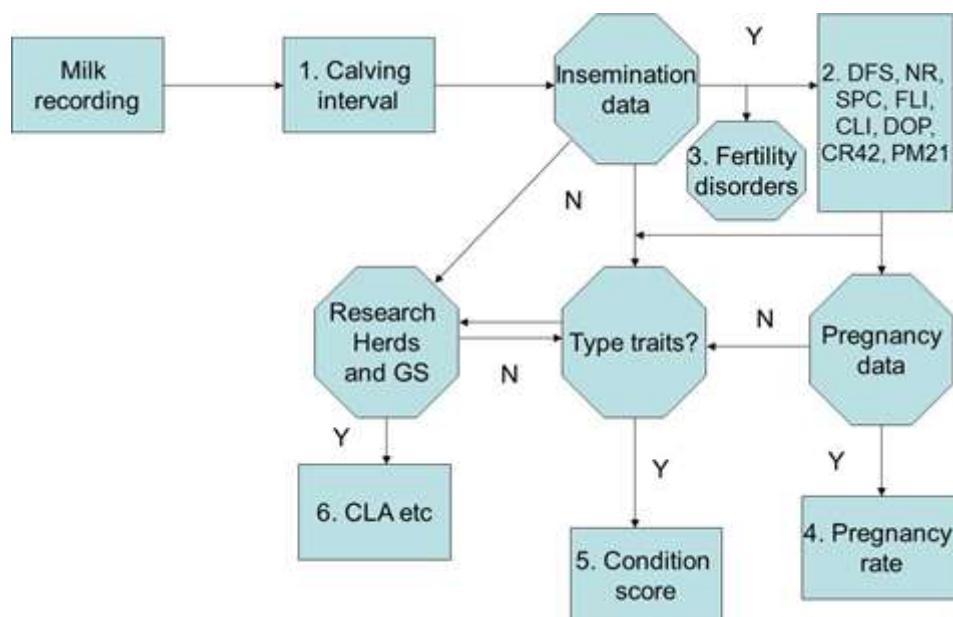 Milk
recording
1. Calving
interval
Insemination
data
Y
2. DFS, NR,
SPC, FLI,
CLI, DOP,
CR42, PM21
3. Fertility
disorders
N
Research
Herds
and GS
N
Type traits?
N
Pregnancy
data
Y
6. CLA etc
Y
5. Condition
score
Y
4. Pregnancy
rate